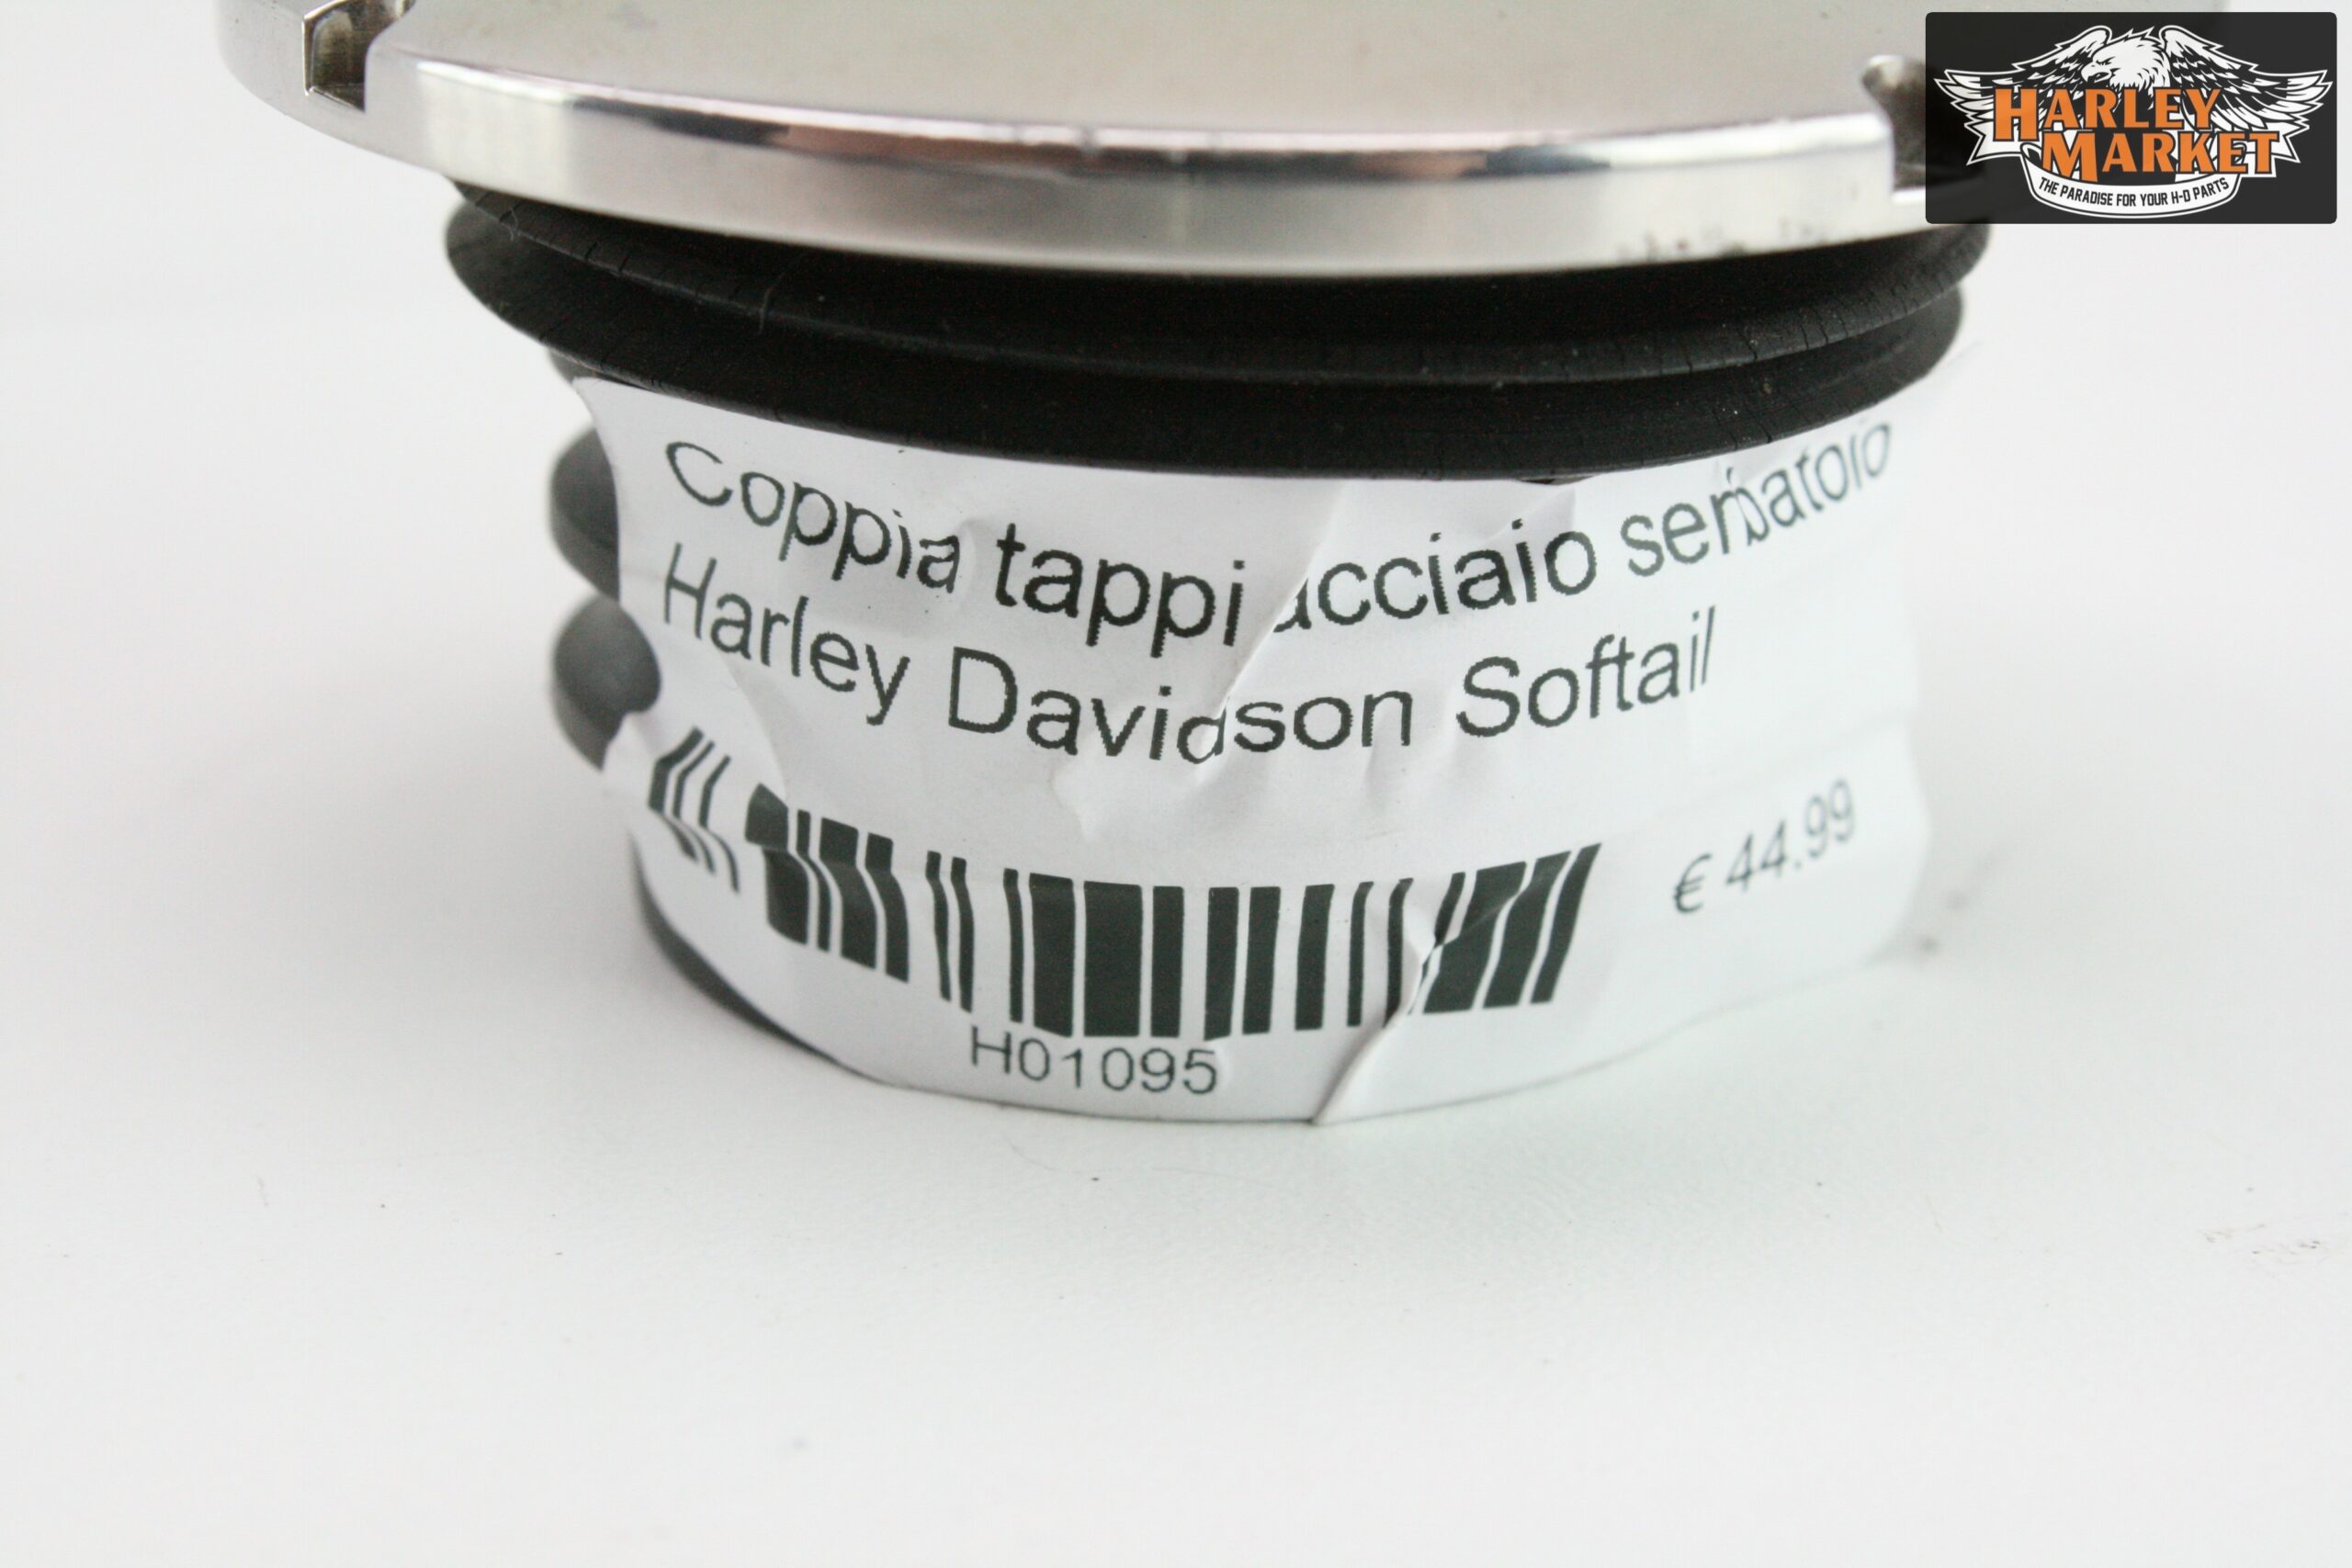 HARLEY
MARKET
THE PARADISE FOR YOUR H-D PARTS
Coppia tappi acciaio serbatoio
Harley Davidson Softail
€ 44.99
H01095